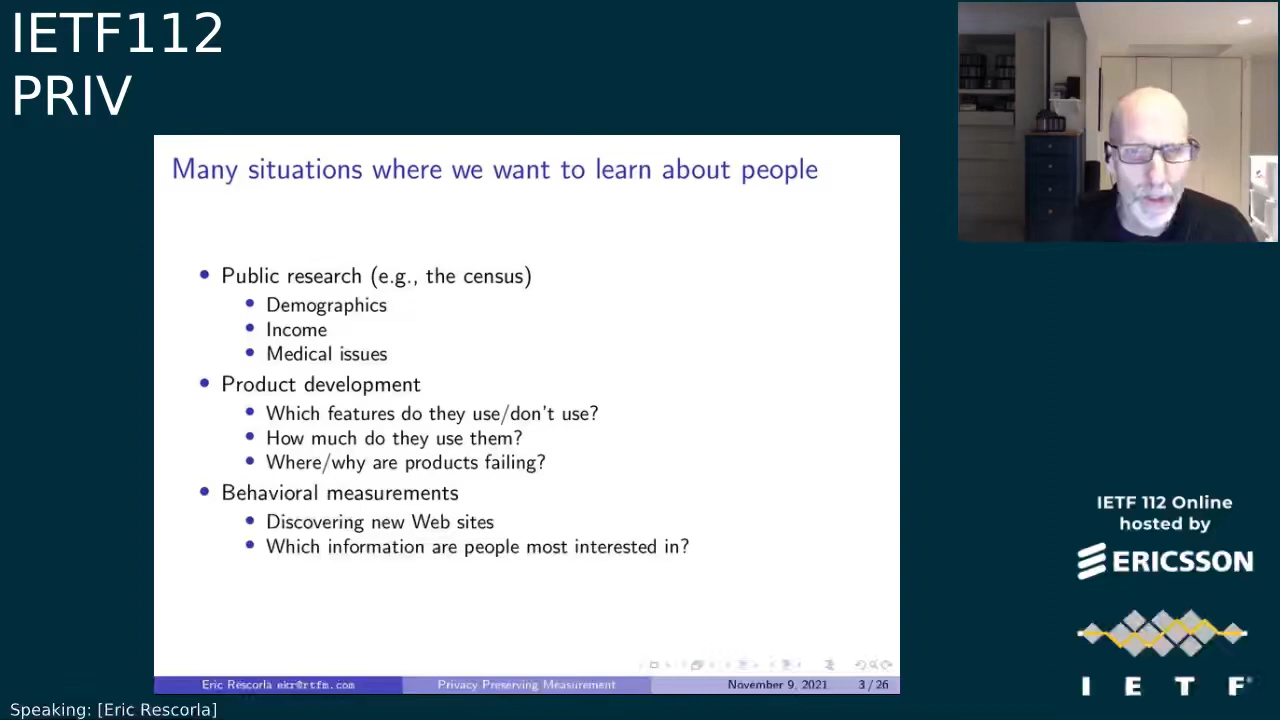 IETF112
PRIV
Many situations where we want to learn about people
Public research (e.g., the census)
Demographics
Income
Medical issues
Product development
Which features do they use/don't use?
How much do they use them?
Where/why are products failing?
Behavioral measurements
Discovering new Web sites
Which information are people most interested in?
Eric Rescorla ekr@rtfm.com Privacy Preserving Measurement November 9, 2021 3 / 26
IETF 112 Online
hosted by
ERICSSON
I E T F
Speaking: [Eric Rescorla]